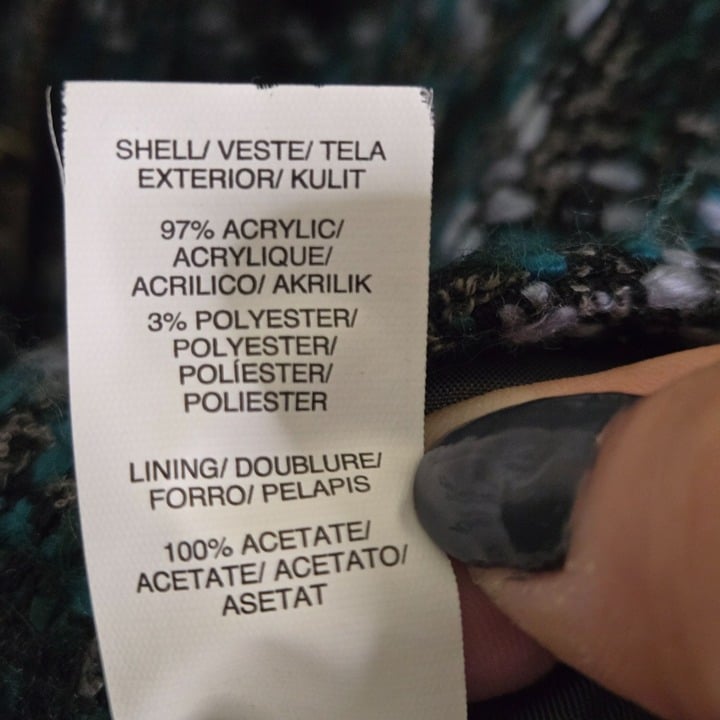 SHELL/ VESTE/ TELA
EXTERIOR/ KULIT
97% ACRYLIC/
ACRYLIQUE/
ACRILICO/ AKRILIK
3% POLYESTER/
POLYESTER/
POLÍESTER/
POLIESTER
LINING/ DOUBLURE/
FORRO/ PELAPIS
100% ACETATE/
ACETATE/ ACETATO/
ASETAT